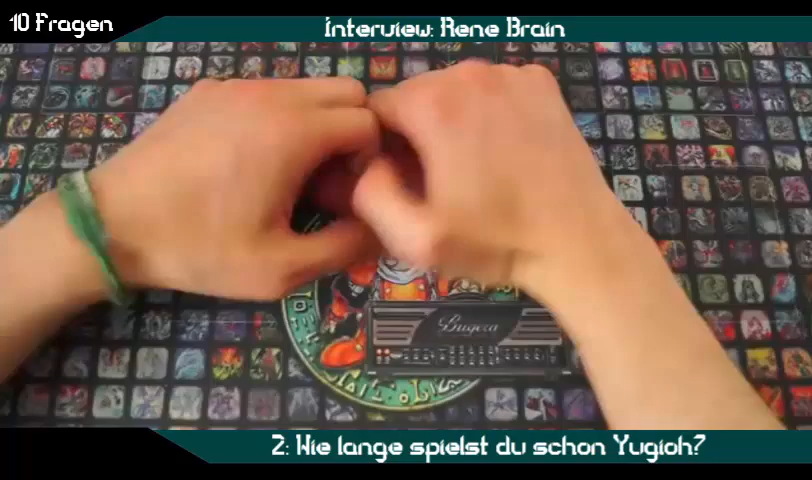 10 Fragen
Interview: Rene Brain
Bugera
2: Wie lange spielst du schon Yugioh?